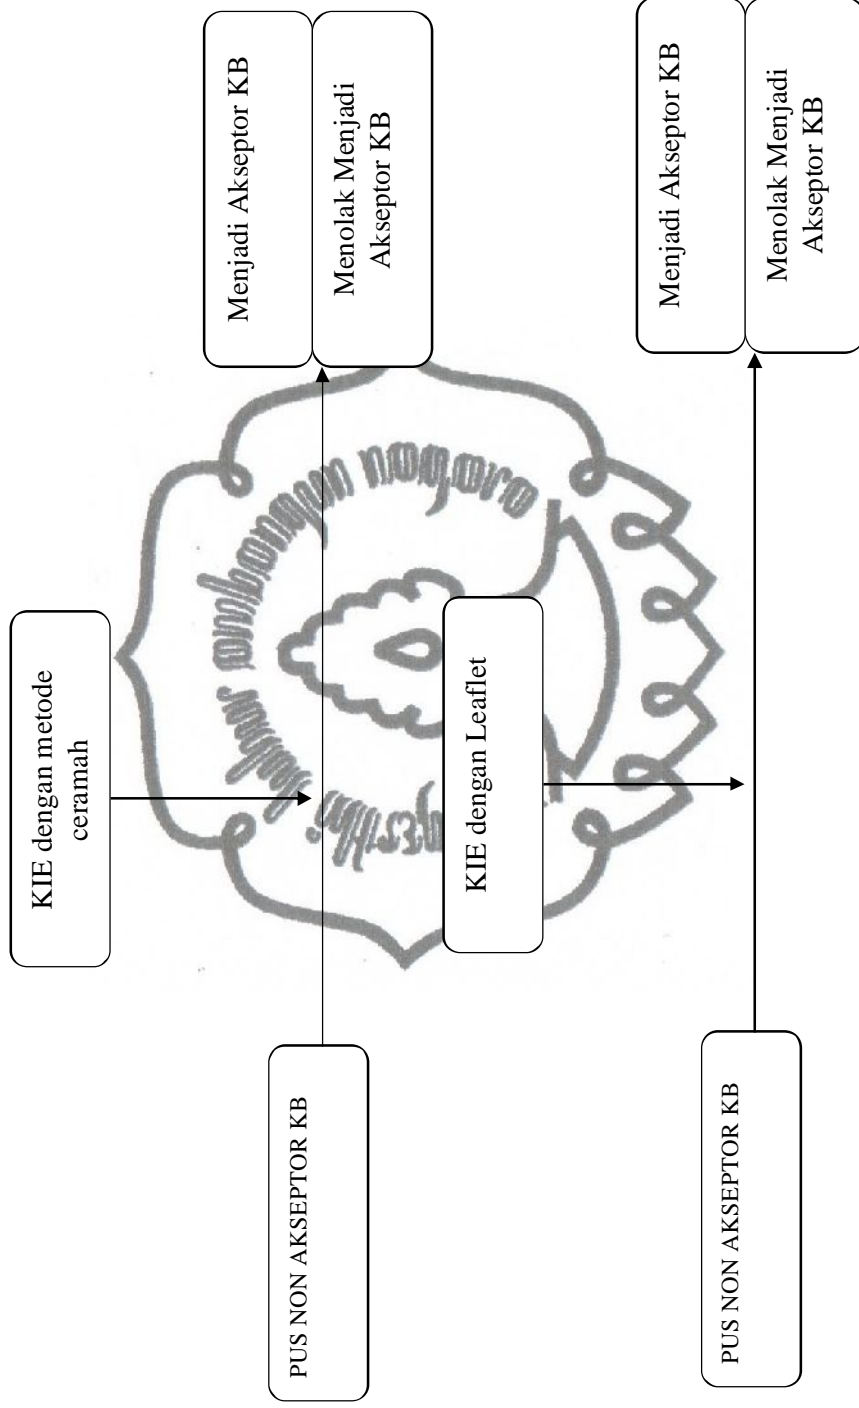 KIE dengan metode
ceramah
PUS NON AKSEPTOR KB
Menjadi Akseptor KB
Menolak Menjadi
Akseptor KB
KIE dengan Leaflet
PUS NON AKSEPTOR KB
Menjadi Akseptor KB
Menolak Menjadi
Akseptor KB